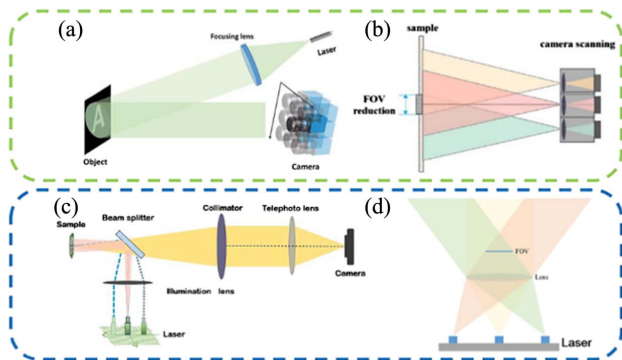 (a)
Focusing lens
Laser
A
Object
Camera
(b)
sample
camera scanning
FOV
reduction
(c)
Sample
Beam splitter
Collimator
Telephoto lens
Camera
Illumination
lens
Laser
(d)
FOV
Lens
Laser